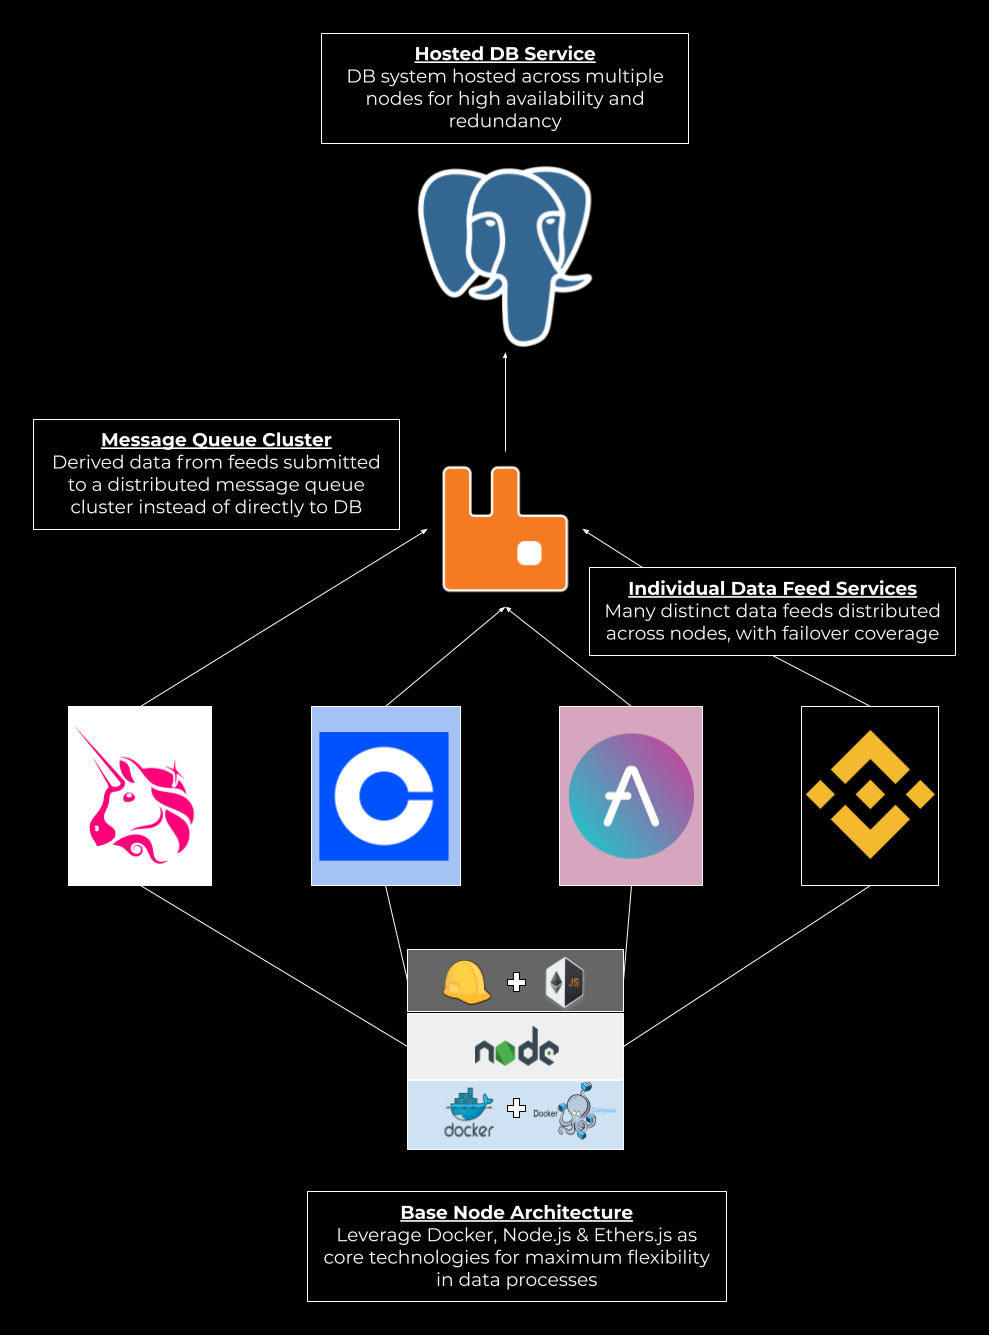 Hosted DB Service
DB system hosted across multiple
nodes for high availability and
redundancy
Message Queue Cluster
Derived data from feeds submitted
to a distributed message queue
cluster instead of directly to DB
Individual Data Feed Services
Many distinct data feeds distributed
across nodes, with failover coverage
JS
node
docker
Docker Compose
Base Node Architecture
Leverage Docker, Node.js & Ethers.js as
core technologies for maximum flexibility
in data processes